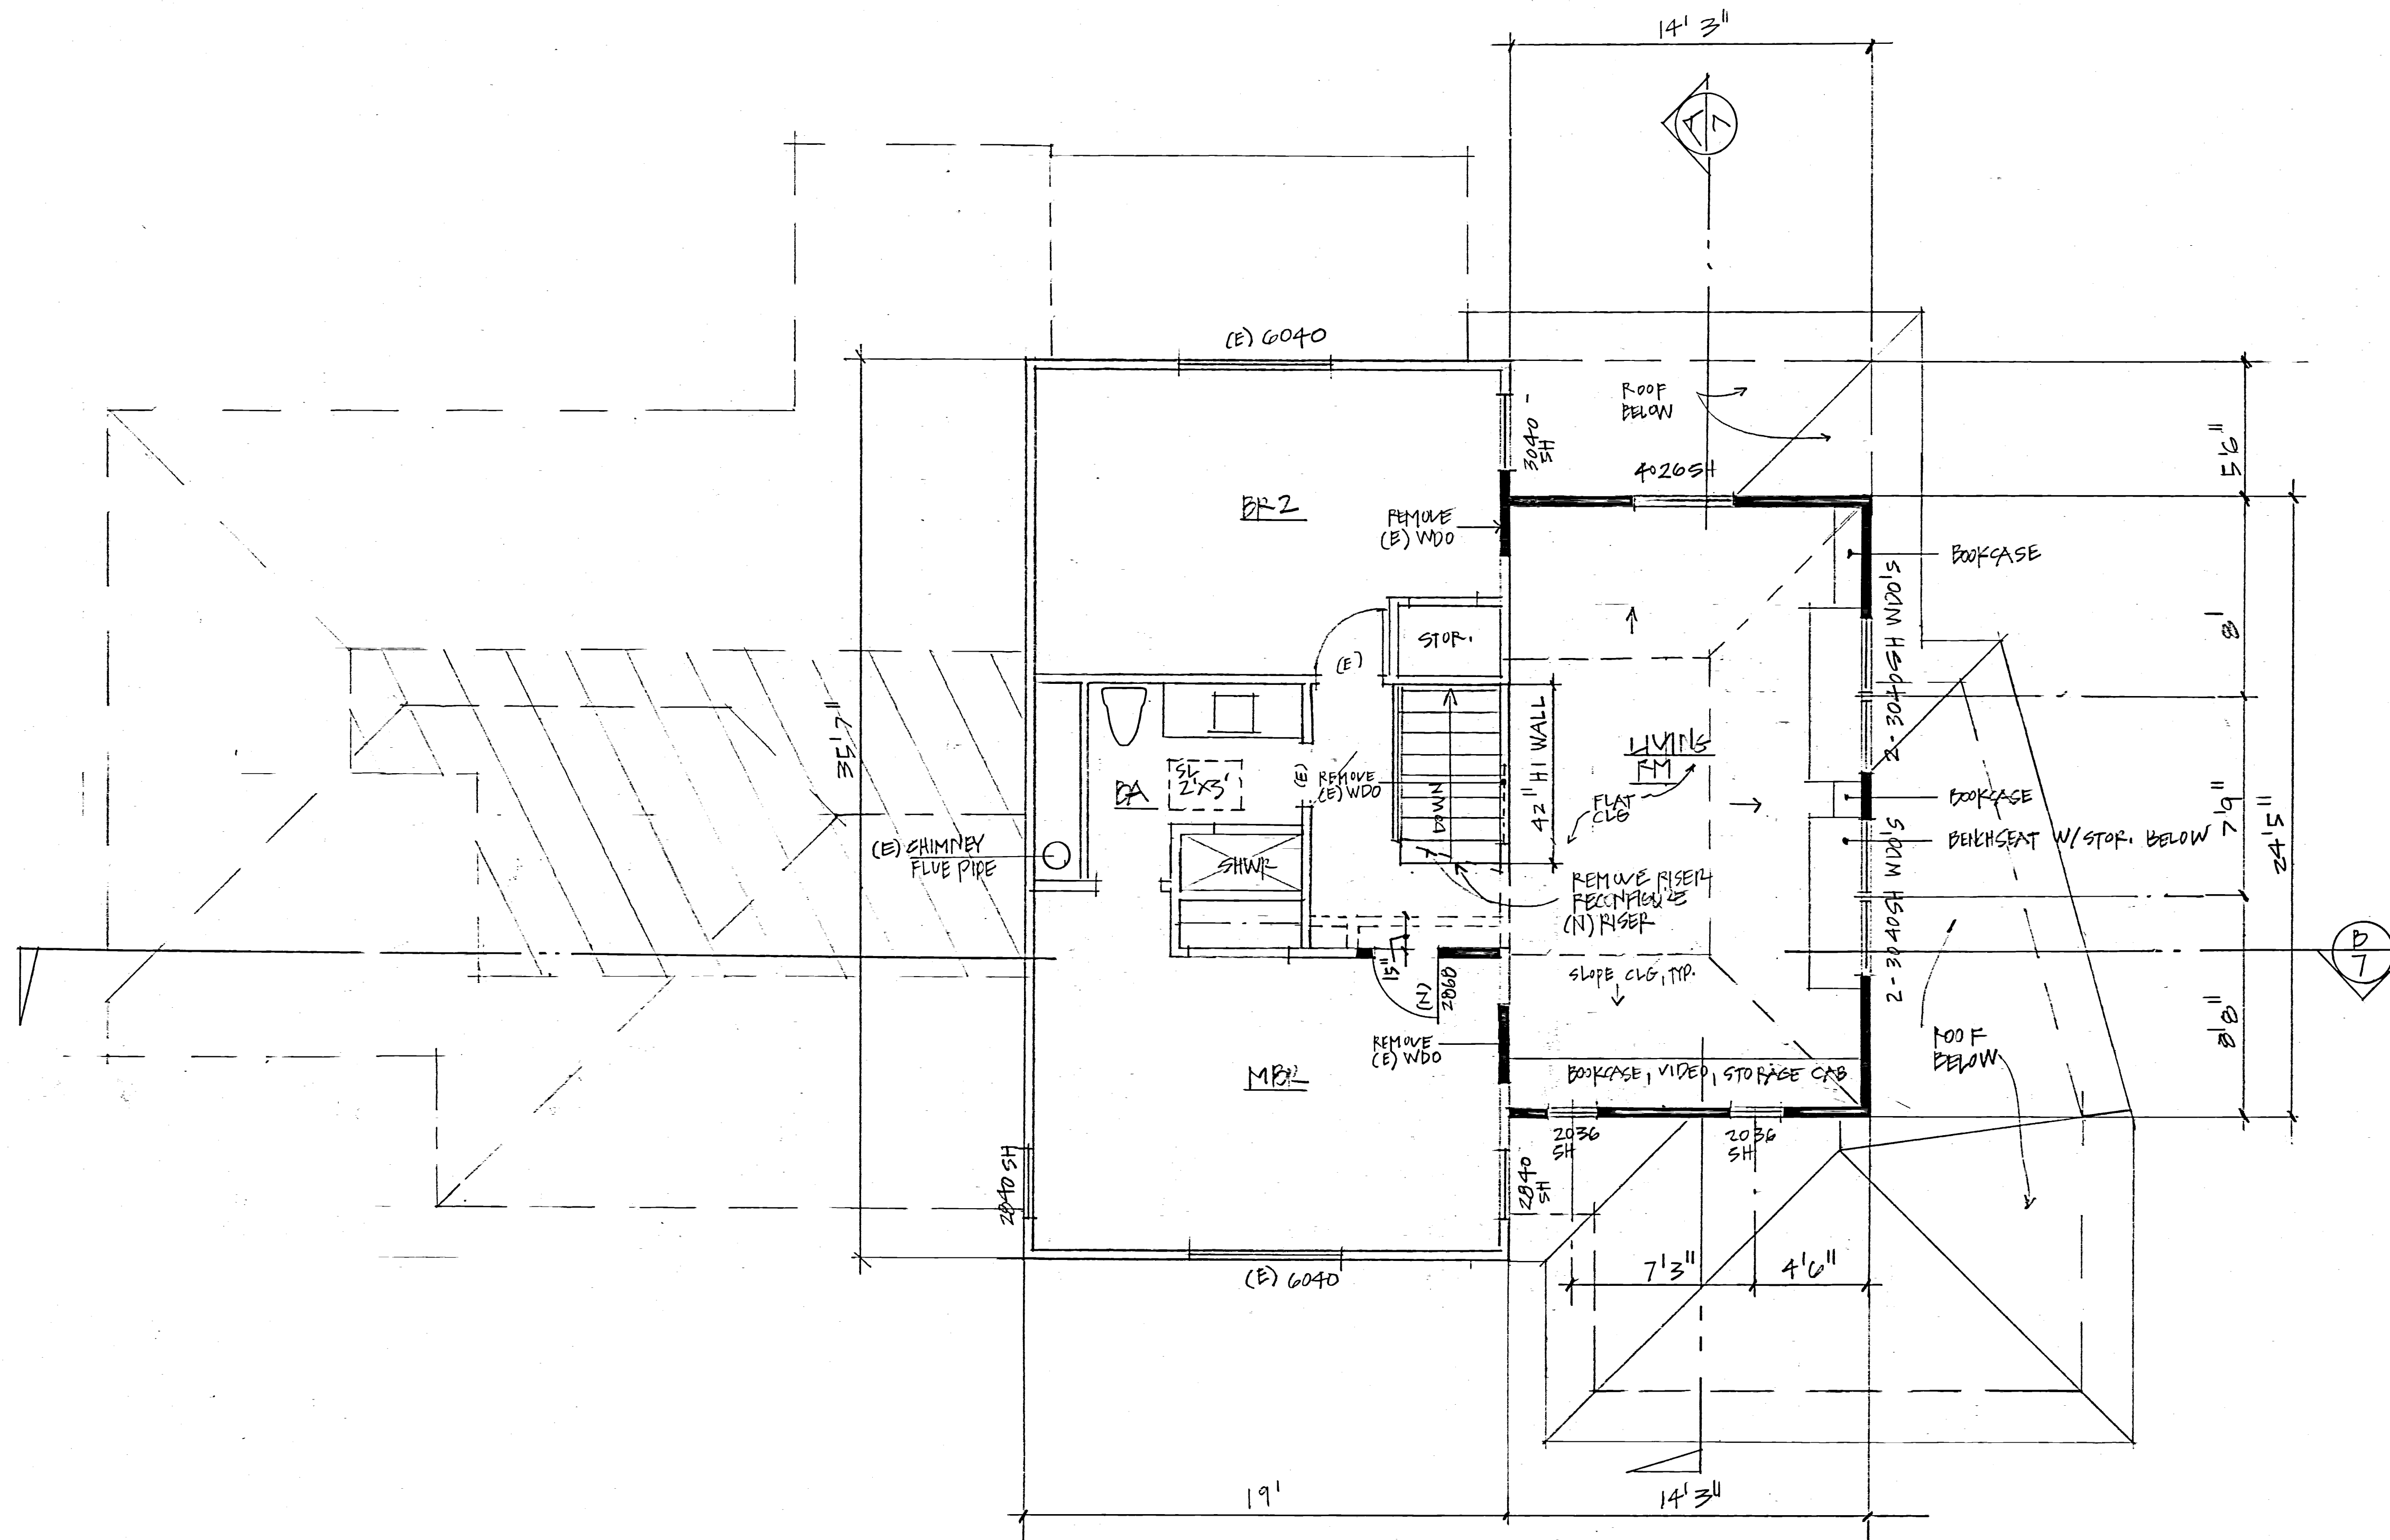 14' 3"
A
7
(E) 6040
ROOF
BELOW
3040
SH
4026SH
5'6"
BR2
REMOVE
(E) WDO
BOOKCASE
2-3040SH WDO'S
8'
STOR.
(E)
35'7"
42" HI WALL
LIVING
RM
FLAT
CLG
DOWN
REMOVE
(E) WDO
(E)
SL
2'X3'
BA
BOOKCASE
7'9"
24'5"
BENCHSEAT W/STOR. BELOW
2-3040SH WDO'S
(E) CHIMNEY
FLUE PIPE
SHWR
REMOVE RISER
RECONFIGURE
(N) RISER
B
7
15"
(N)
2868
SLOPE CLG, TYP.
8'8"
REMOVE
(E) WDO
ROOF
BELOW
MBR
BOOKCASE, VIDEO, STORAGE CAB
2036
SH
2036
SH
2840 SH
2840
SH
(E) 6040
7'3"
4'6"
19'
14'3"